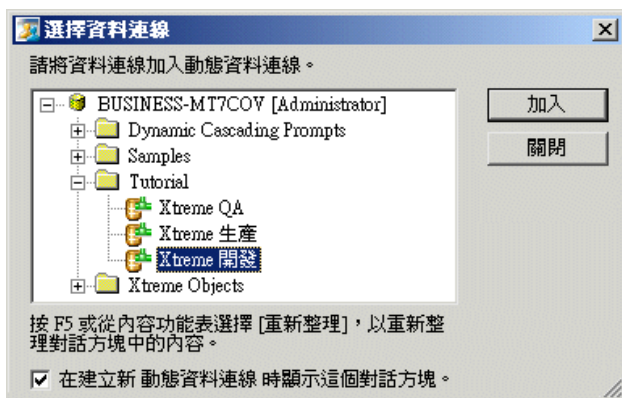 選擇資料連線
請將資料連線加入動態資料連線。
BUSINESS-MT7COV [Administrator]
加入
Dynamic Cascading Prompts
Samples
關閉
Tutorial
Xtreme QA
Xtreme 生產
Xtreme 開發
Xtreme Objects
按 F5 或從內容功能表選擇 [重新整理],以重新整
理對話方塊中的內容。
在建立新 動態資料連線 時顯示這個對話方塊。